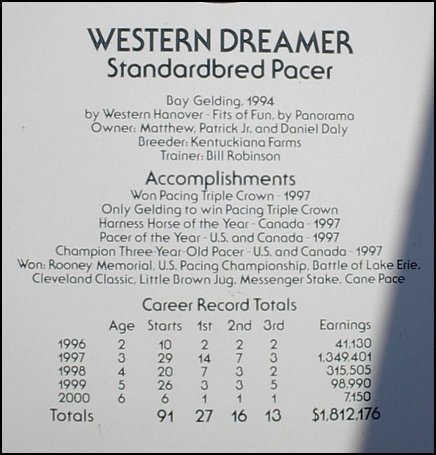 WESTERN DREAMER
Standardbred Pacer
Bay Gelding, 1994
by Western Hanover - Fits of Fun, by Panorama
Owner: Matthew, Patrick Jr. and Daniel Daly
Breeder: Kentuckiana Farms
Trainer: Bill Robinson
Accomplishments
Won Pacing Triple Crown - 1997
Only Gelding to win Pacing Triple Crown
Harness Horse of the Year - Canada - 1997
Pacer of the Year - U.S. and Canada - 1997
Champion Three-Year-Old Pacer - U.S. and Canada - 1997
Won: Rooney Memorial, U.S. Pacing Championship, Battle of Lake Erie,
Cleveland Classic, Little Brown Jug, Messenger Stake, Cane Pace
Career Record Totals
Age Starts 1st 2nd 3rd Earnings
1996 2 10 2 2 2 41,130
1997 3 29 14 7 3 1,349,401
1998 4 20 7 3 2 315,505
1999 5 26 3 3 5 98,990
2000 6 6 1 1 1 7,150
Totals 91 27 16 13 $1,812,176